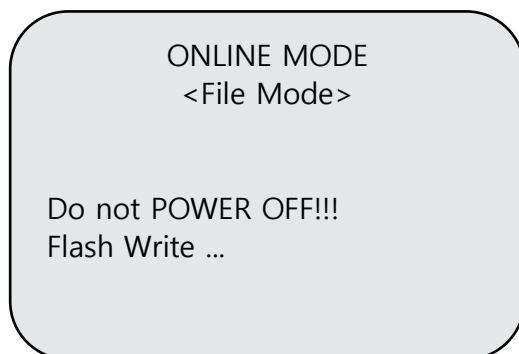 ONLINE MODE
<File Mode>
Do not POWER OFF!!!
Flash Write ...